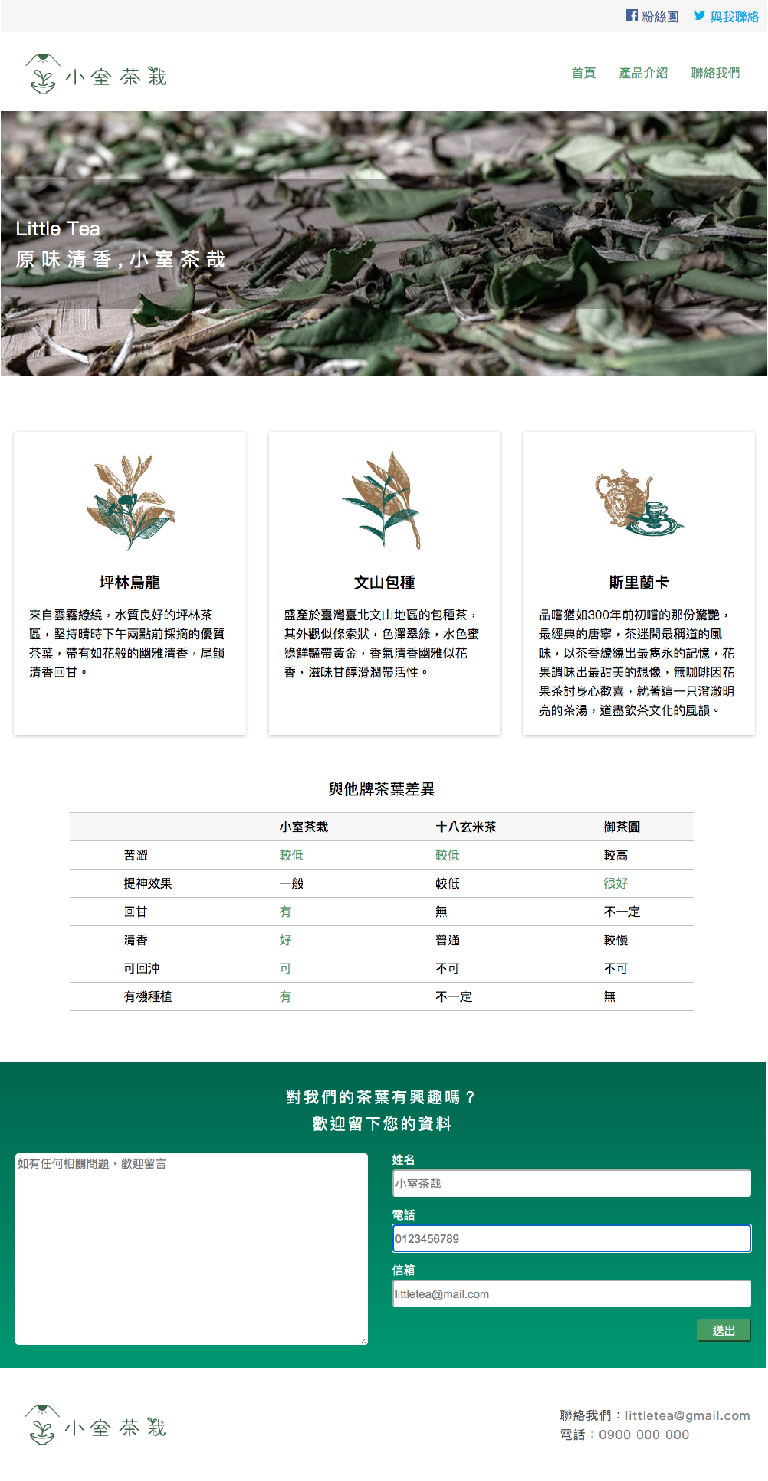 粉絲團 與我聯絡
小室茶栽
首頁 產品介紹 聯絡我們
Little Tea
原味清香,小室茶哉
坪林烏龍
來自雲霧繚繞，水質良好的坪林茶
區，堅持晴時下午兩點前採摘的優質
茶葉，帶有如花般的幽雅清香，尾韻
清香回甘。
文山包種
盛產於臺灣臺北文山地區的包種茶，
其外觀似條索狀，色澤翠綠，水色蜜
綠鮮豔帶黃金，香氣清香幽雅似花
香，滋味甘醇滑潤帶活性。
斯里蘭卡
品嚐猶如300年前初嚐的那份驚艷，
最經典的唐寧，茶迷間最稱道的風
味，以茶香繚繞出最雋永的記憶，花
果調味出最甜美的想像，無咖啡因花
果茶討身心歡喜，就著這一只澄澈明
亮的茶湯，道盡飲茶文化的風韻。
與他牌茶葉差異
小室茶栽 十八玄米茶 御茶園
苦澀 較低 較低 較高
提神效果 一般 較低 很好
回甘 有 無 不一定
清香 好 普通 較慢
可回沖 可 不可 不可
有機種植 有 不一定 無
對我們的茶葉有興趣嗎？
歡迎留下您的資料
如有任何相關問題，歡迎留言
姓名
小室茶哉
電話
0123456789
信箱
littletea@mail.com
送出
小室茶栽
聯絡我們：littletea@gmail.com
電話：0900 000 000